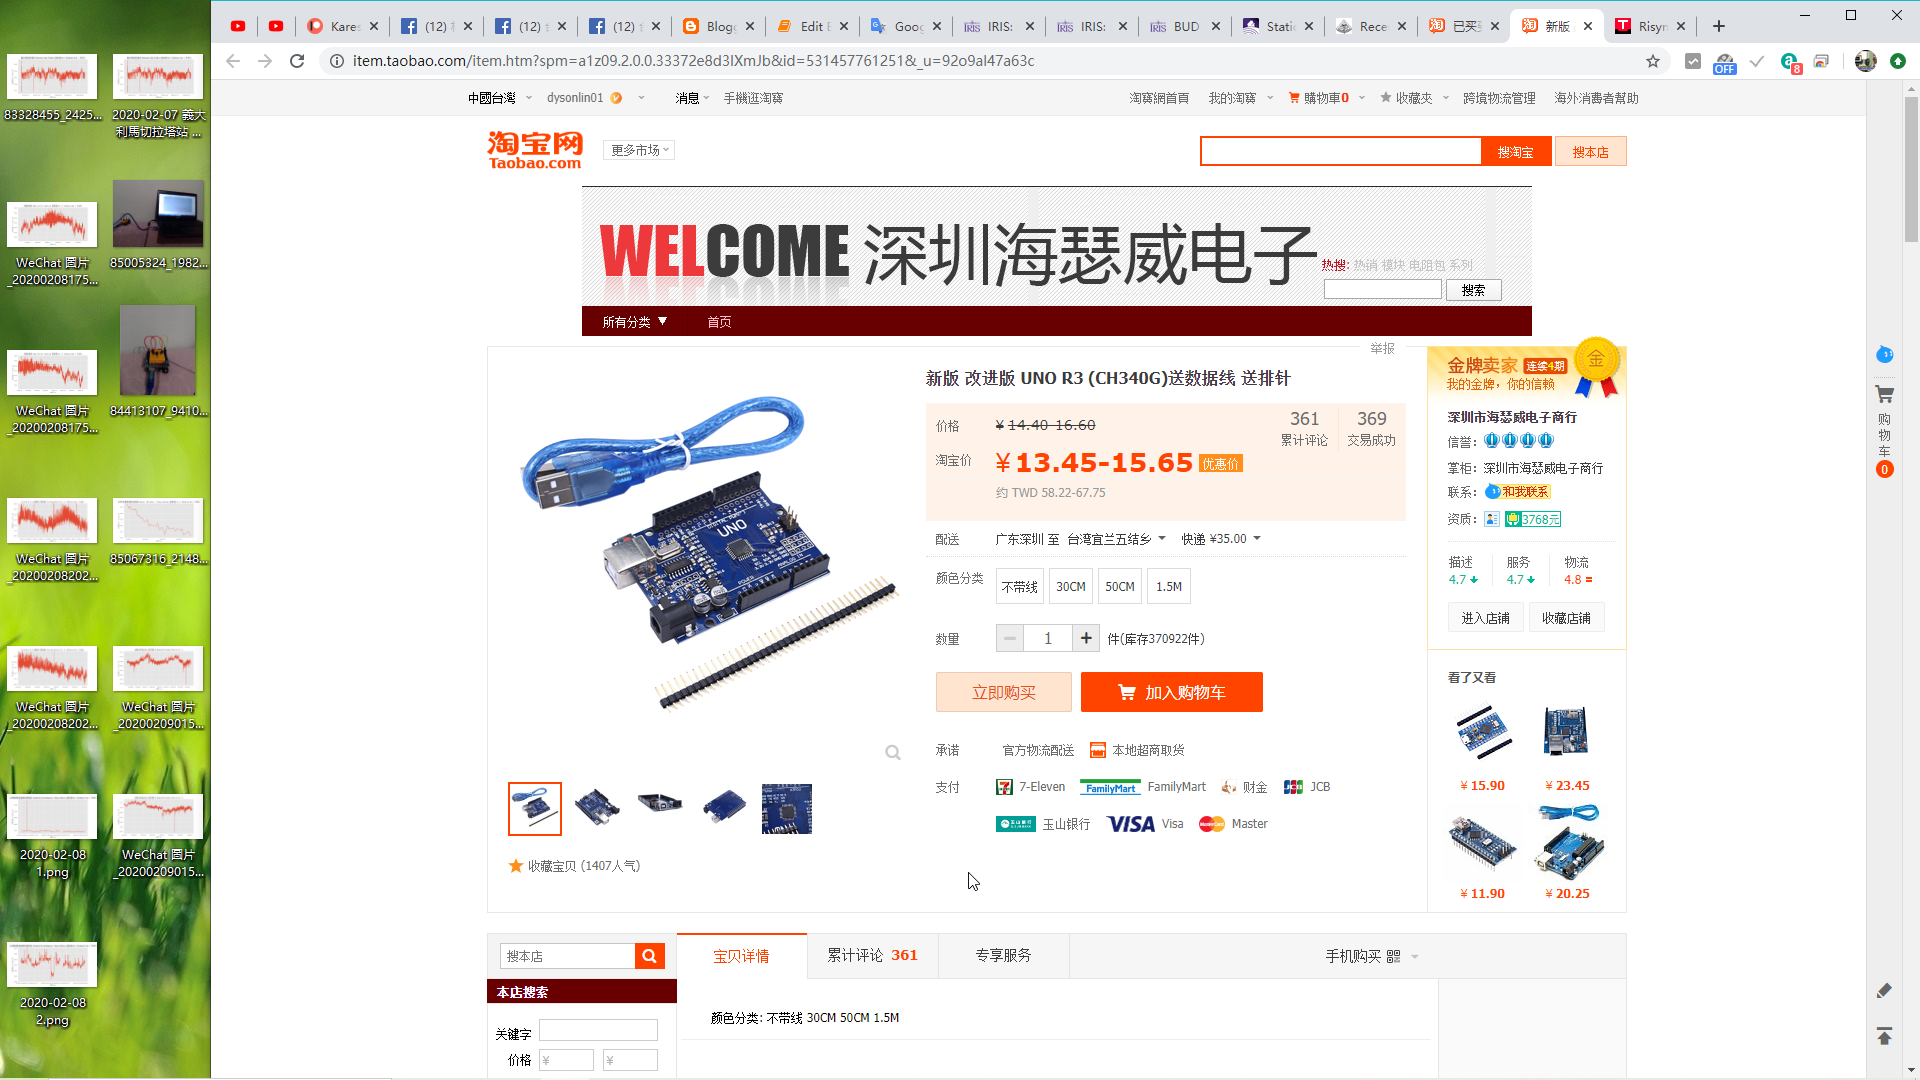 83328455_2425...
2020-02-07 義大
利馬切拉塔站 ...
WeChat 圖片
_20200208175...
85005324_1982...
WeChat 圖片
_20200208175...
84413107_9410...
WeChat 圖片
_20200208202...
85067316_2148...
WeChat 圖片
_20200208202...
WeChat 圖片
_20200209015...
2020-02-08
1.png
WeChat 圖片
_20200209015...
2020-02-08
2.png
Kares
(12)
(12)
(12)
Blogg
Edit
Goog
IRIS:
IRIS:
BUD
Static
Rece
已买
新版
Risyn
item.taobao.com/item.htm?spm=a1z09.2.0.0.33372e8d3IXmJb&id=531457761251&_u=92o9al47a63c
OFF
8
中國台灣
dysonlin01
消息
手機逛淘寶
淘寶網首頁
我的淘寶
購物車0
收藏夾
跨境物流管理
海外消費者幫助
淘宝网
Taobao.com
更多市场
搜淘宝
搜本店
WELCOME 深圳海瑟威电子
热搜: 热销 模块 电阻包 系列
搜索
所有分类
首页
举报
新版 改进版 UNO R3 (CH340G)送数据线 送排针
价格
¥ 14.40-16.60
361
累计评论
369
交易成功
淘宝价
¥ 13.45-15.65 优惠价
约 TWD 58.22-67.75
配送
广东深圳 至 台湾宜兰五结乡
快递 ¥35.00
颜色分类
不带线
30CM
50CM
1.5M
数量
1
件(库存370922件)
立即购买
加入购物车
承诺
官方物流配送
本地超商取货
支付
7-Eleven
FamilyMart
FamilyMart
财金
JCB
玉山银行
VISA
Visa
Master
UNO
收藏宝贝 (1407人气)
金牌卖家 连续4期
我的金牌，你的信赖
金
深圳市海瑟威电子商行
信誉：
掌柜：深圳市海瑟威电子商行
联系：和我联系
资质：3768元
描述
服务
物流
4.7
4.7
4.8
进入店铺
收藏店铺
看了又看
¥ 15.90
¥ 23.45
¥ 11.90
¥ 20.25
购物车
0
搜本店
宝贝详情
累计评论 361
专享服务
手机购买
本店搜索
颜色分类: 不带线 30CM 50CM 1.5M
关键字
价格
¥
¥